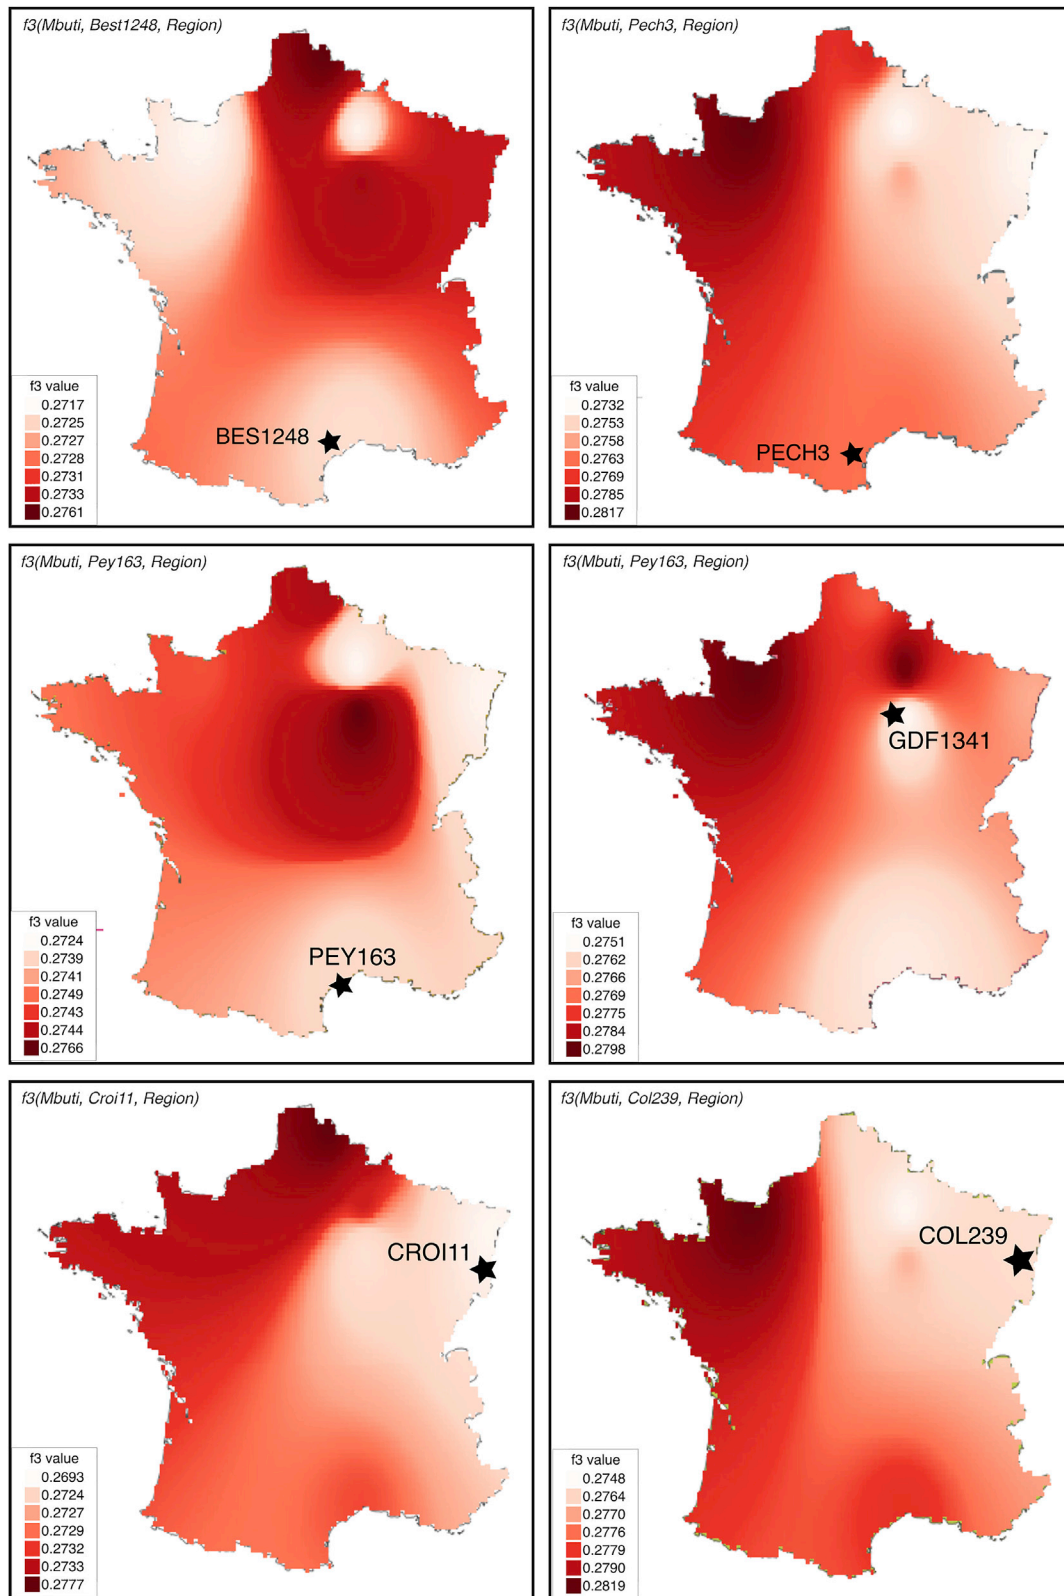 f3(Mbuti, Best1248, Region)
BES1248
f3 value
0.2717
0.2725
0.2727
0.2728
0.2731
0.2733
0.2761
f3(Mbuti, Pech3, Region)
PECH3
f3 value
0.2732
0.2753
0.2758
0.2763
0.2769
0.2785
0.2817
f3(Mbuti, Pey163, Region)
PEY163
f3 value
0.2724
0.2739
0.2741
0.2749
0.2743
0.2744
0.2766
f3(Mbuti, Pey163, Region)
GDF1341
f3 value
0.2751
0.2762
0.2766
0.2769
0.2775
0.2784
0.2798
f3(Mbuti, Croi11, Region)
CROI11
f3 value
0.2693
0.2724
0.2727
0.2729
0.2732
0.2733
0.2777
f3(Mbuti, Col239, Region)
COL239
f3 value
0.2748
0.2764
0.2770
0.2776
0.2779
0.2790
0.2819